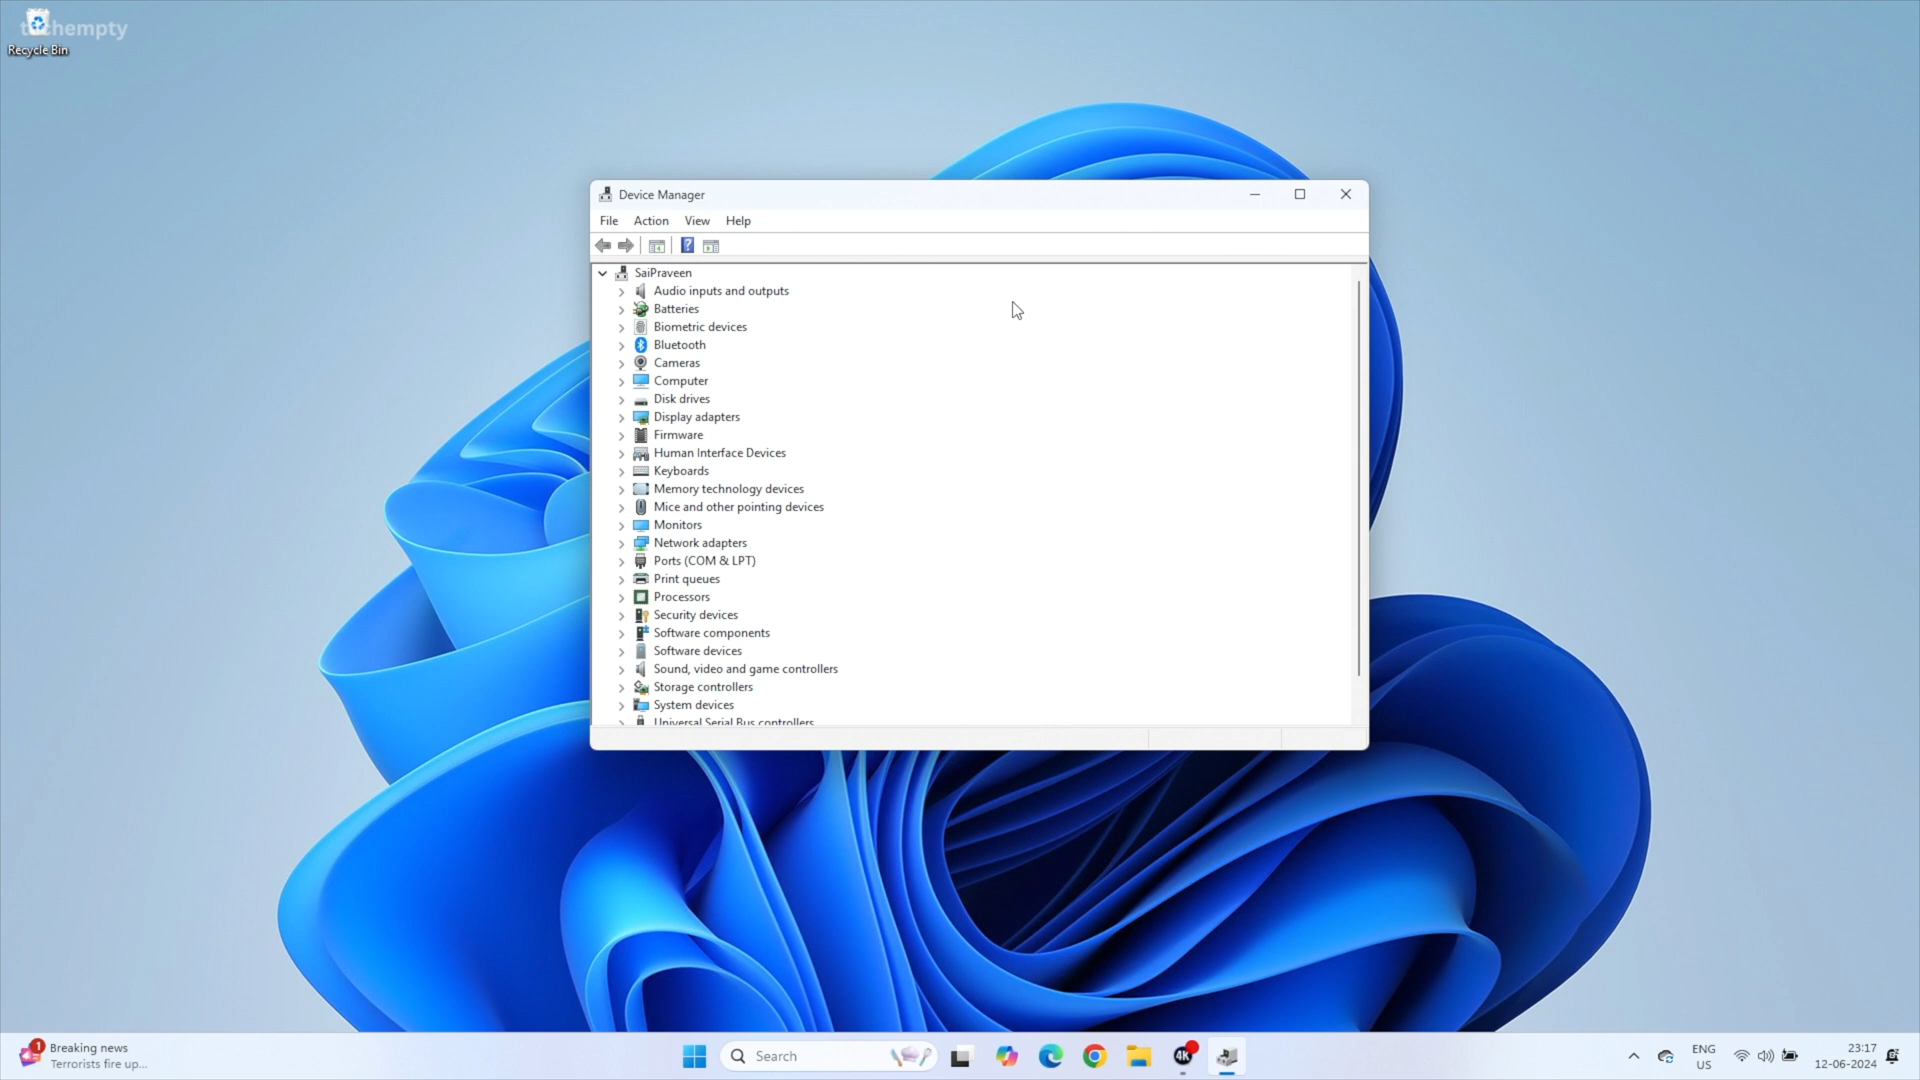 techempty
Recycle Bin
Device Manager
File Action View Help
SaiPraveen
Audio inputs and outputs
Batteries
Biometric devices
Bluetooth
Cameras
Computer
Disk drives
Display adapters
Firmware
Human Interface Devices
Keyboards
Memory technology devices
Mice and other pointing devices
Monitors
Network adapters
Ports (COM & LPT)
Print queues
Processors
Security devices
Software components
Software devices
Sound, video and game controllers
Storage controllers
System devices
Universal Serial Bus controllers
1
Breaking news
Terrorists fire up...
Search
4K
ENG
US
23:17
12-06-2024